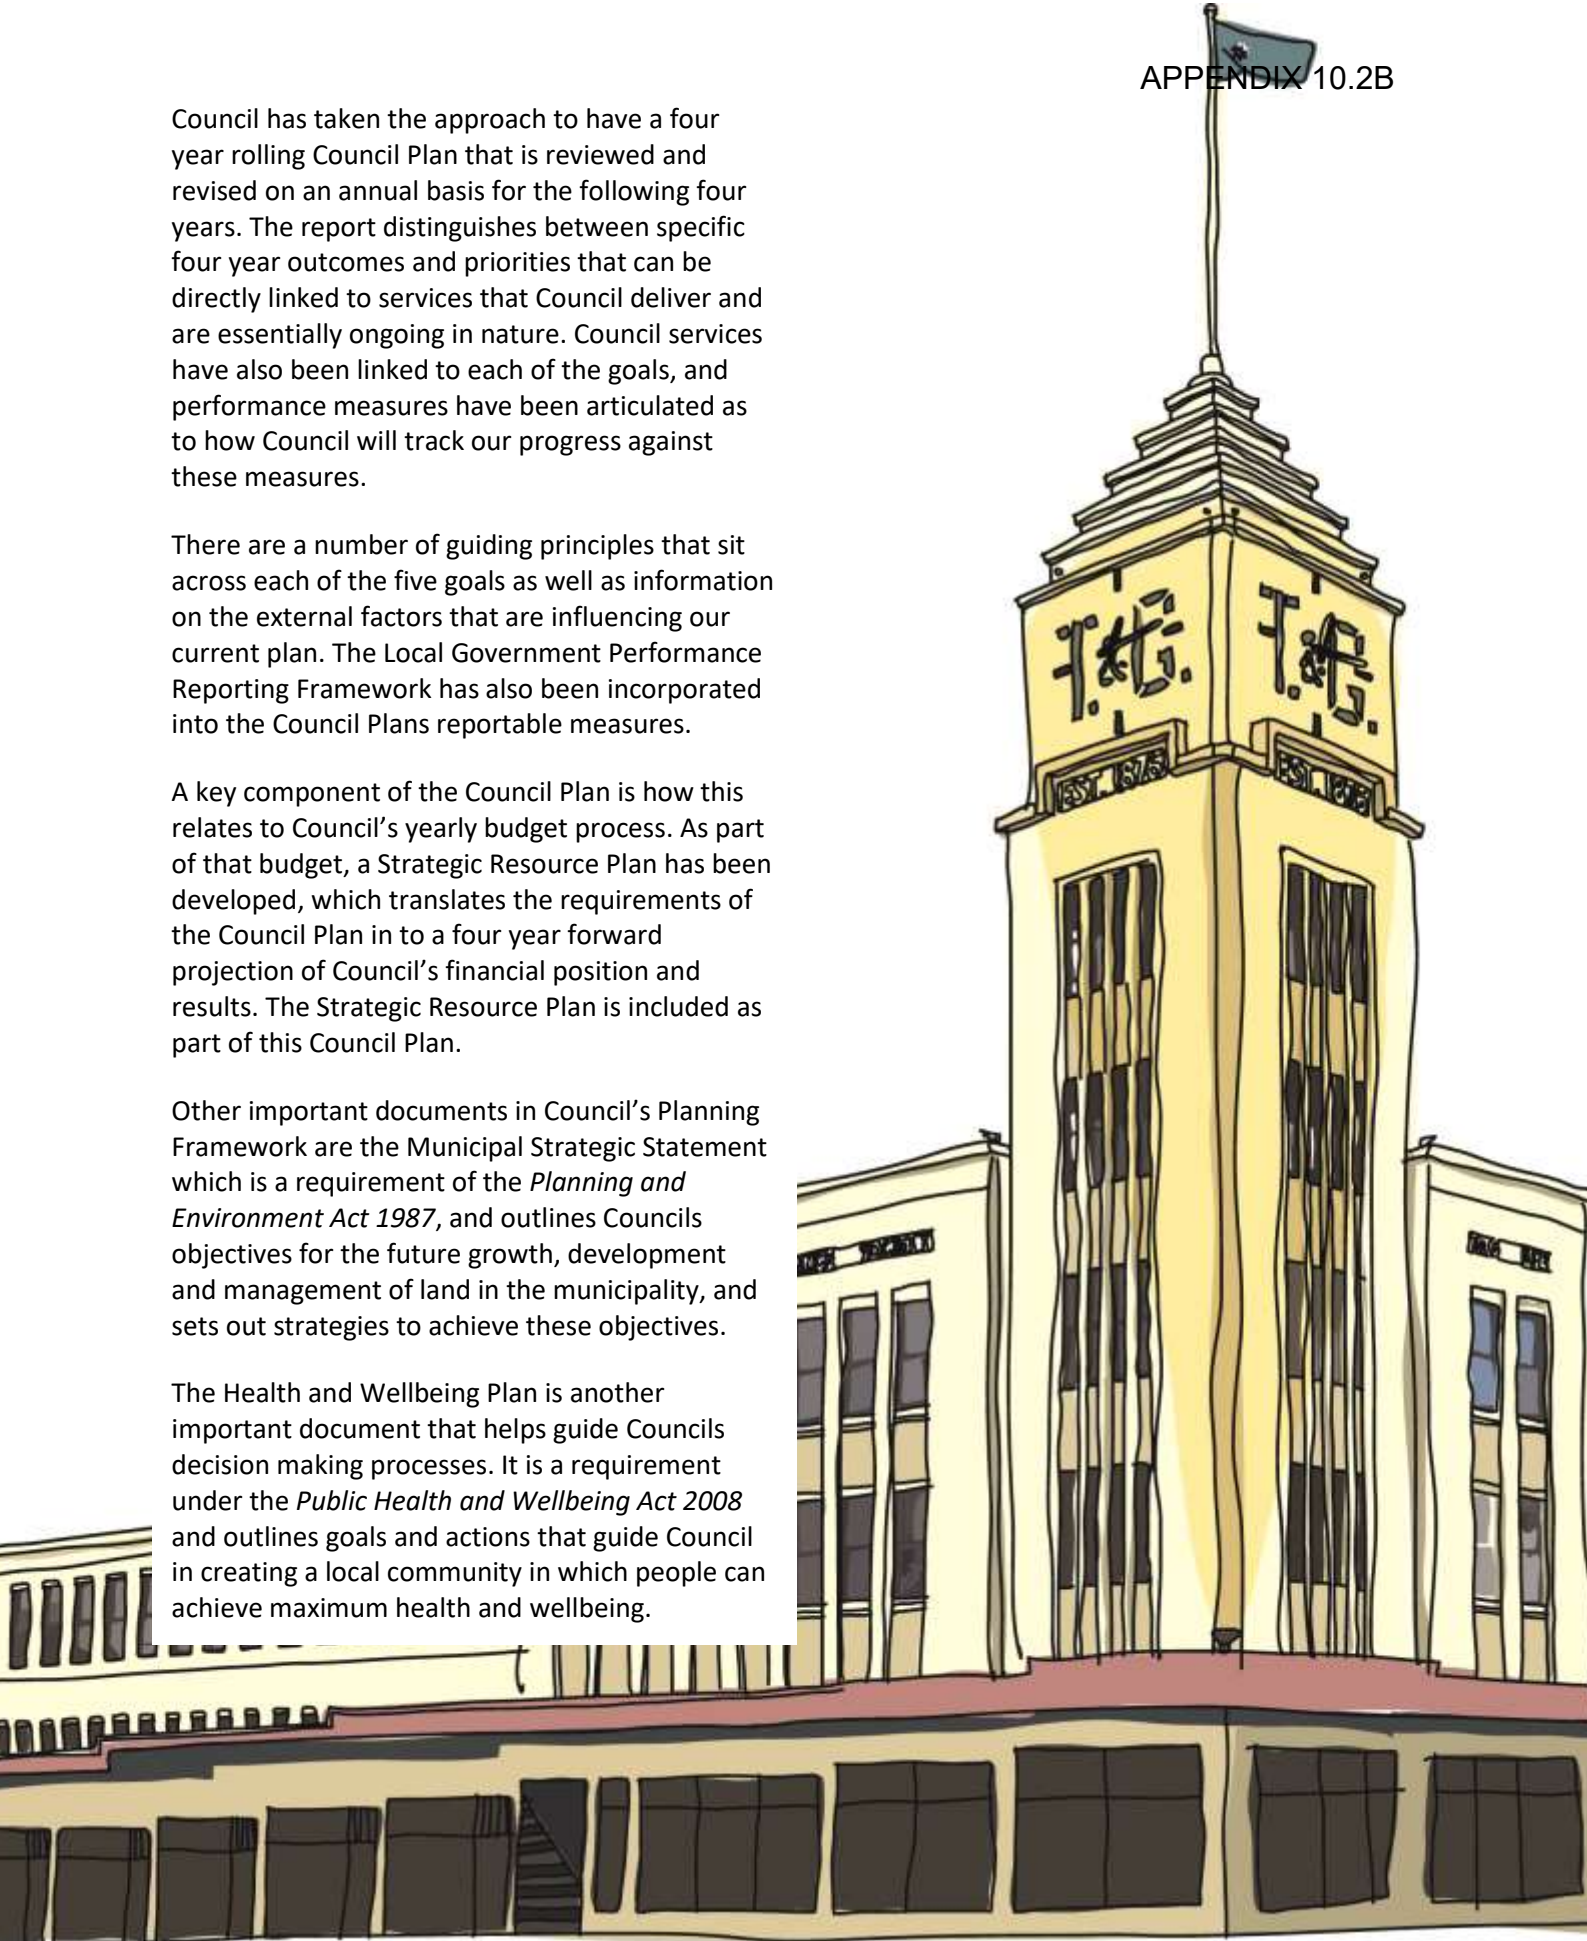 APPENDIX 10.2B
Council has taken the approach to have a four
year rolling Council Plan that is reviewed and
revised on an annual basis for the following four
years. The report distinguishes between specific
four year outcomes and priorities that can be
directly linked to services that Council deliver and
are essentially ongoing in nature. Council services
have also been linked to each of the goals, and
performance measures have been articulated as
to how Council will track our progress against
these measures.
There are a number of guiding principles that sit
across each of the five goals as well as information
on the external factors that are influencing our
current plan. The Local Government Performance
Reporting Framework has also been incorporated
into the Council Plans reportable measures.
A key component of the Council Plan is how this
relates to Council’s yearly budget process. As part
of that budget, a Strategic Resource Plan has been
developed, which translates the requirements of
the Council Plan in to a four year forward
projection of Council’s financial position and
results. The Strategic Resource Plan is included as
part of this Council Plan.
Other important documents in Council’s Planning
Framework are the Municipal Strategic Statement
which is a requirement of the Planning and
Environment Act 1987, and outlines Councils
objectives for the future growth, development
and management of land in the municipality, and
sets out strategies to achieve these objectives.
The Health and Wellbeing Plan is another
important document that helps guide Councils
decision making processes. It is a requirement
under the Public Health and Wellbeing Act 2008
and outlines goals and actions that guide Council
in creating a local community in which people can
achieve maximum health and wellbeing.
T.&G.
T.&G.
EST. 1876
EST.